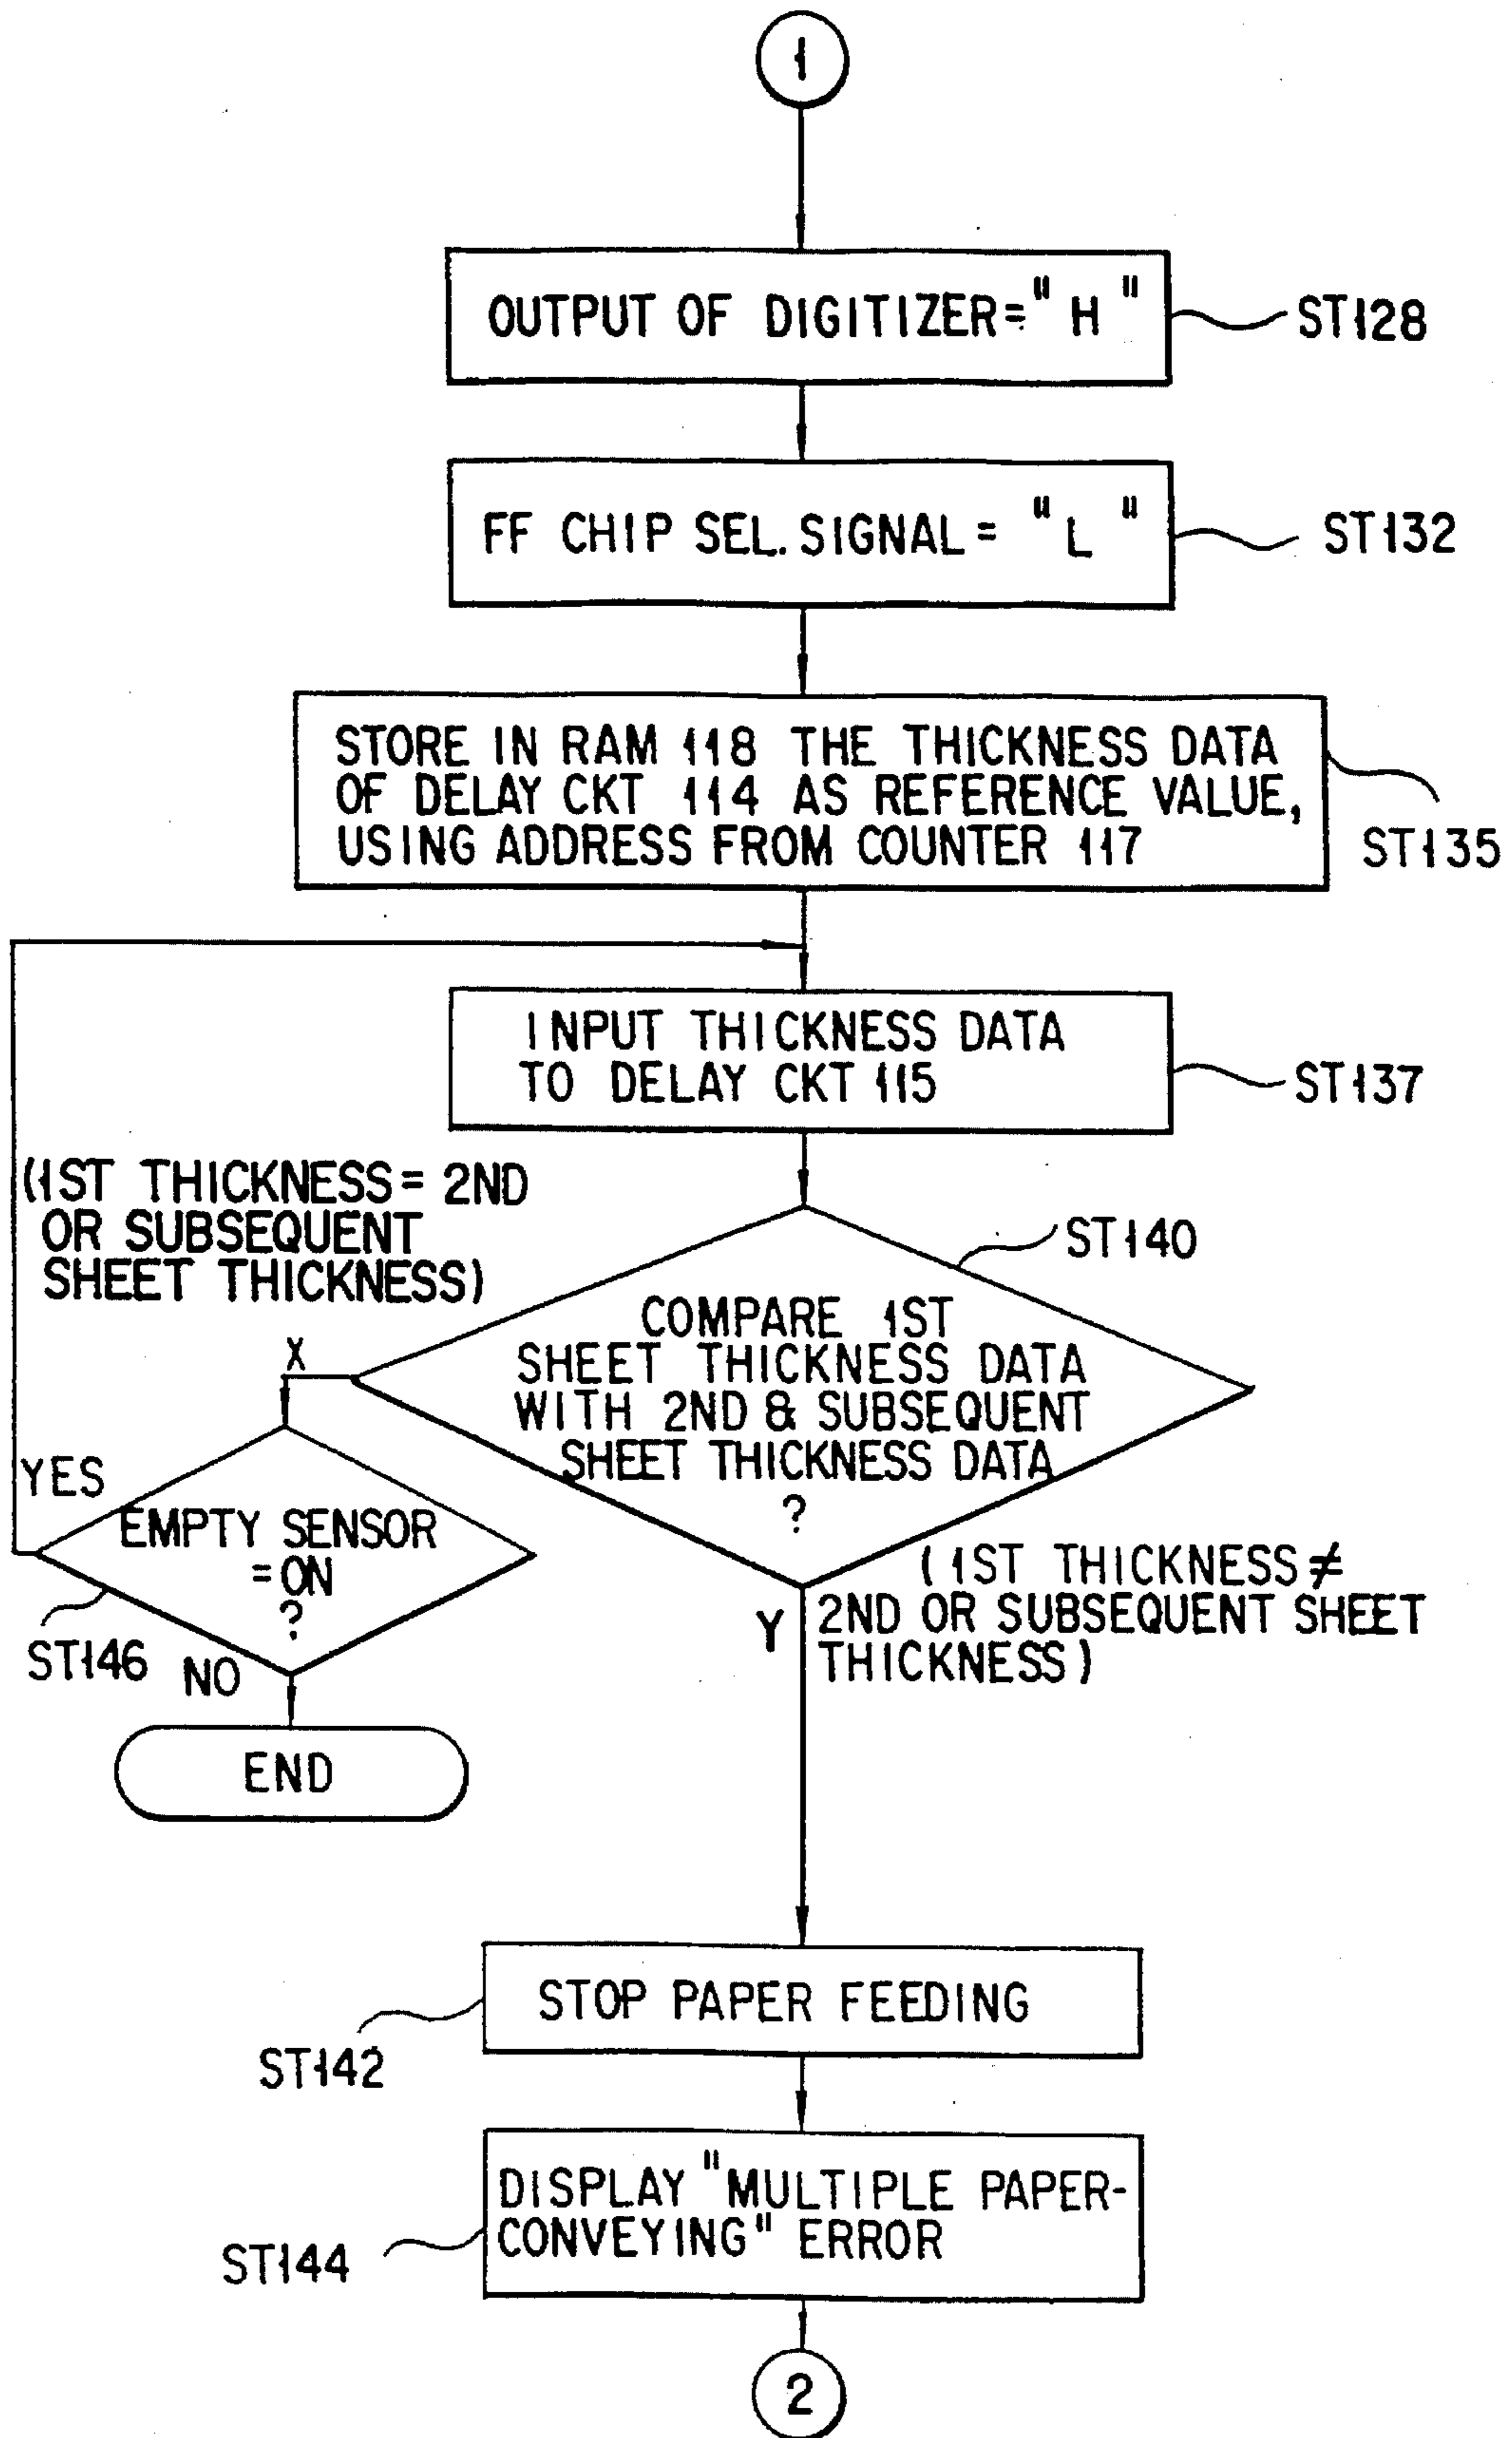 1
OUTPUT OF DIGITIZER="H"
ST128
FF CHIP SEL. SIGNAL= "L"
ST132
STORE IN RAM 118 THE THICKNESS DATA
OF DELAY CKT 114 AS REFERENCE VALUE,
USING ADDRESS FROM COUNTER 117
ST135
INPUT THICKNESS DATA
TO DELAY CKT 115
ST137
(1ST THICKNESS= 2ND
OR SUBSEQUENT
SHEET THICKNESS)
ST140
COMPARE 1ST
SHEET THICKNESS DATA
WITH 2ND & SUBSEQUENT
SHEET THICKNESS DATA
?
X
YES
EMPTY SENSOR
=ON
?
ST146
NO
END
Y
(1ST THICKNESS≠
2ND OR SUBSEQUENT SHEET
THICKNESS)
STOP PAPER FEEDING
ST142
DISPLAY "MULTIPLE PAPER-
CONVEYING" ERROR
ST144
2